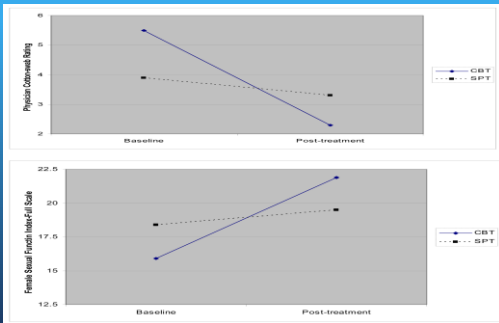 Physician Cotton-swab Rating
6
5
4
3
2
Baseline
Post-treatment
CBT
SPT
Female Sexual Functin Index-Full Scale
22.5
20
17.5
15
12.5
Baseline
Post-treatment
CBT
SPT